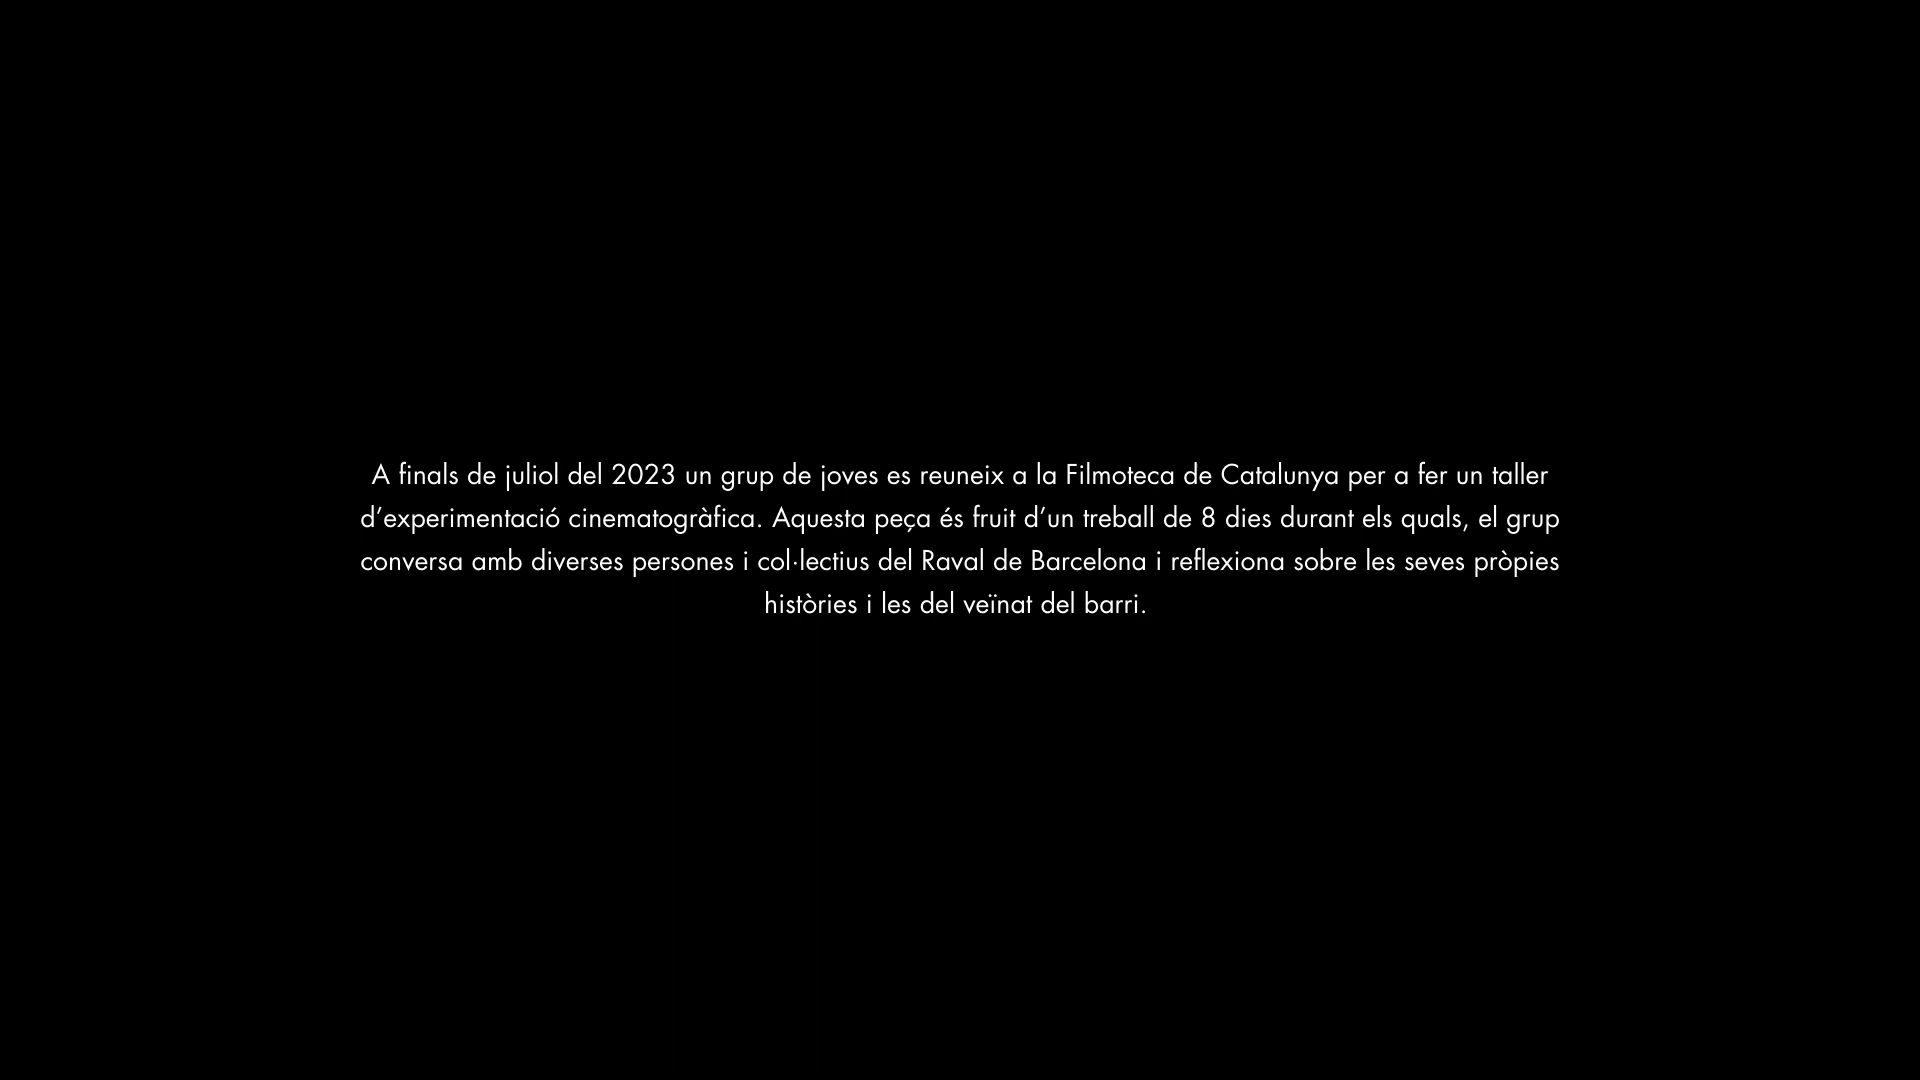 A finals de juliol del 2023 un grup de joves es reuneix a la Filmoteca de Catalunya per a fer un taller
d’experimentació cinematogràfica. Aquesta peça és fruit d’un treball de 8 dies durant els quals, el grup
conversa amb diverses persones i col·lectius del Raval de Barcelona i reflexiona sobre les seves pròpies
històries i les del veïnat del barri.